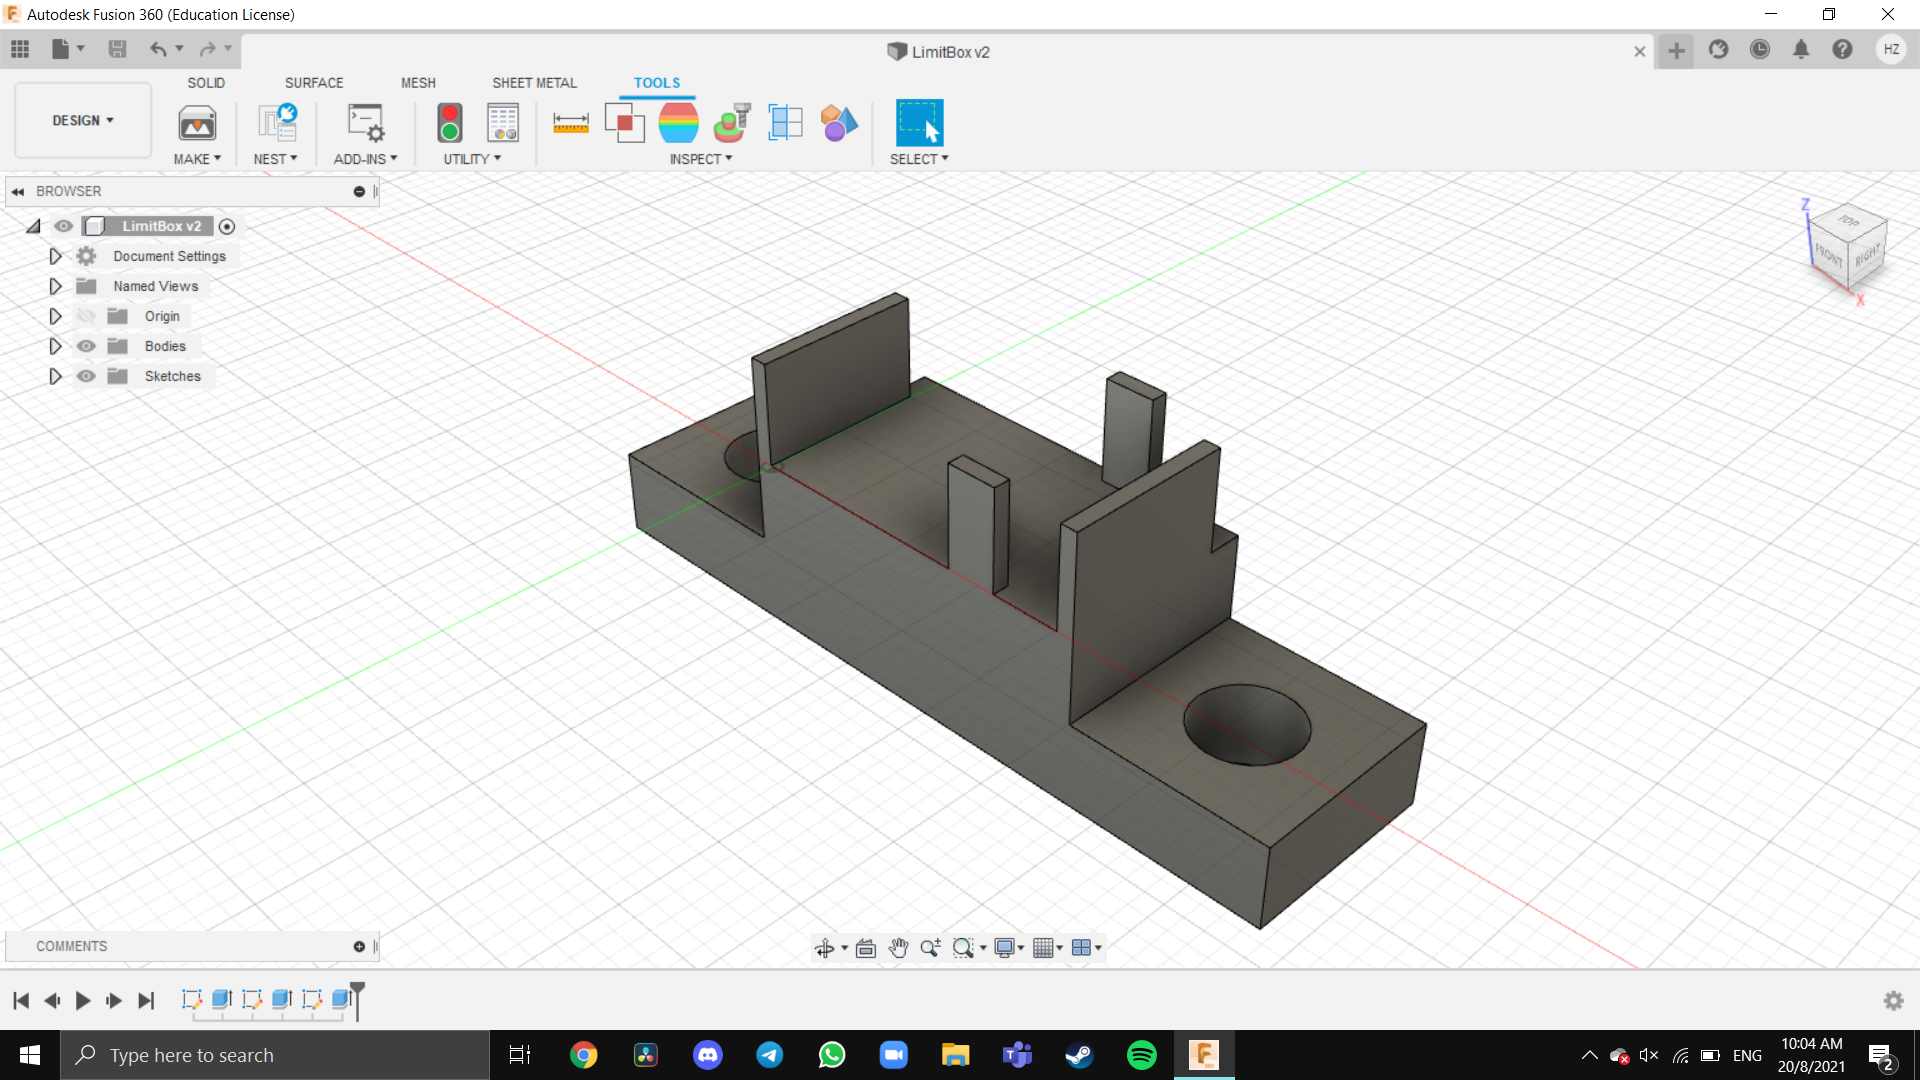 Autodesk Fusion 360 (Education License)
LimitBox v2
HZ
SOLID SURFACE MESH SHEET METAL TOOLS
DESIGN
MAKE NEST ADD-INS UTILITY INSPECT SELECT
BROWSER
LimitBox v2
Document Settings
Named Views
Origin
Bodies
Sketches
Z
TOP
FRONT
RIGHT
X
COMMENTS
Type here to search
ENG
10:04 AM
20/8/2021
2